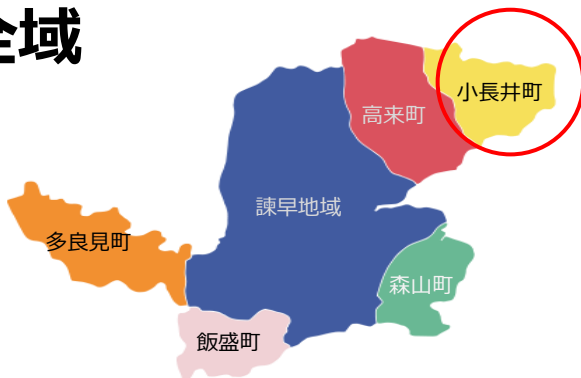 全域
小長井町
高来町
諫早地域
多良見町
森山町
飯盛町